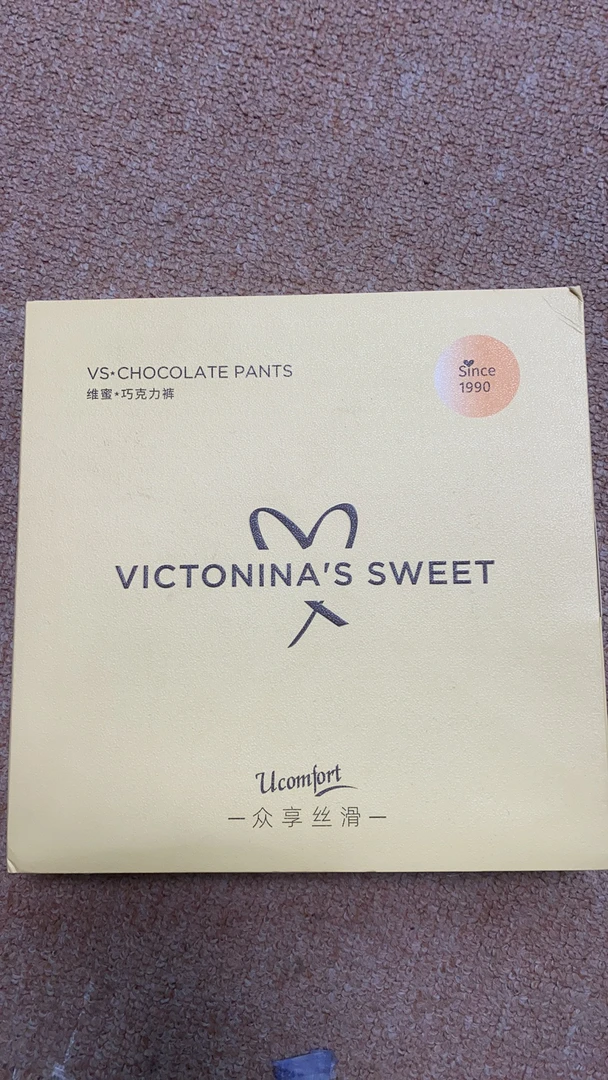 VS★CHOCOLATE PANTS
维蜜★巧克力裤
Since
1990
VICTONINA'S SWEET
Ucomfort
—众享丝滑—